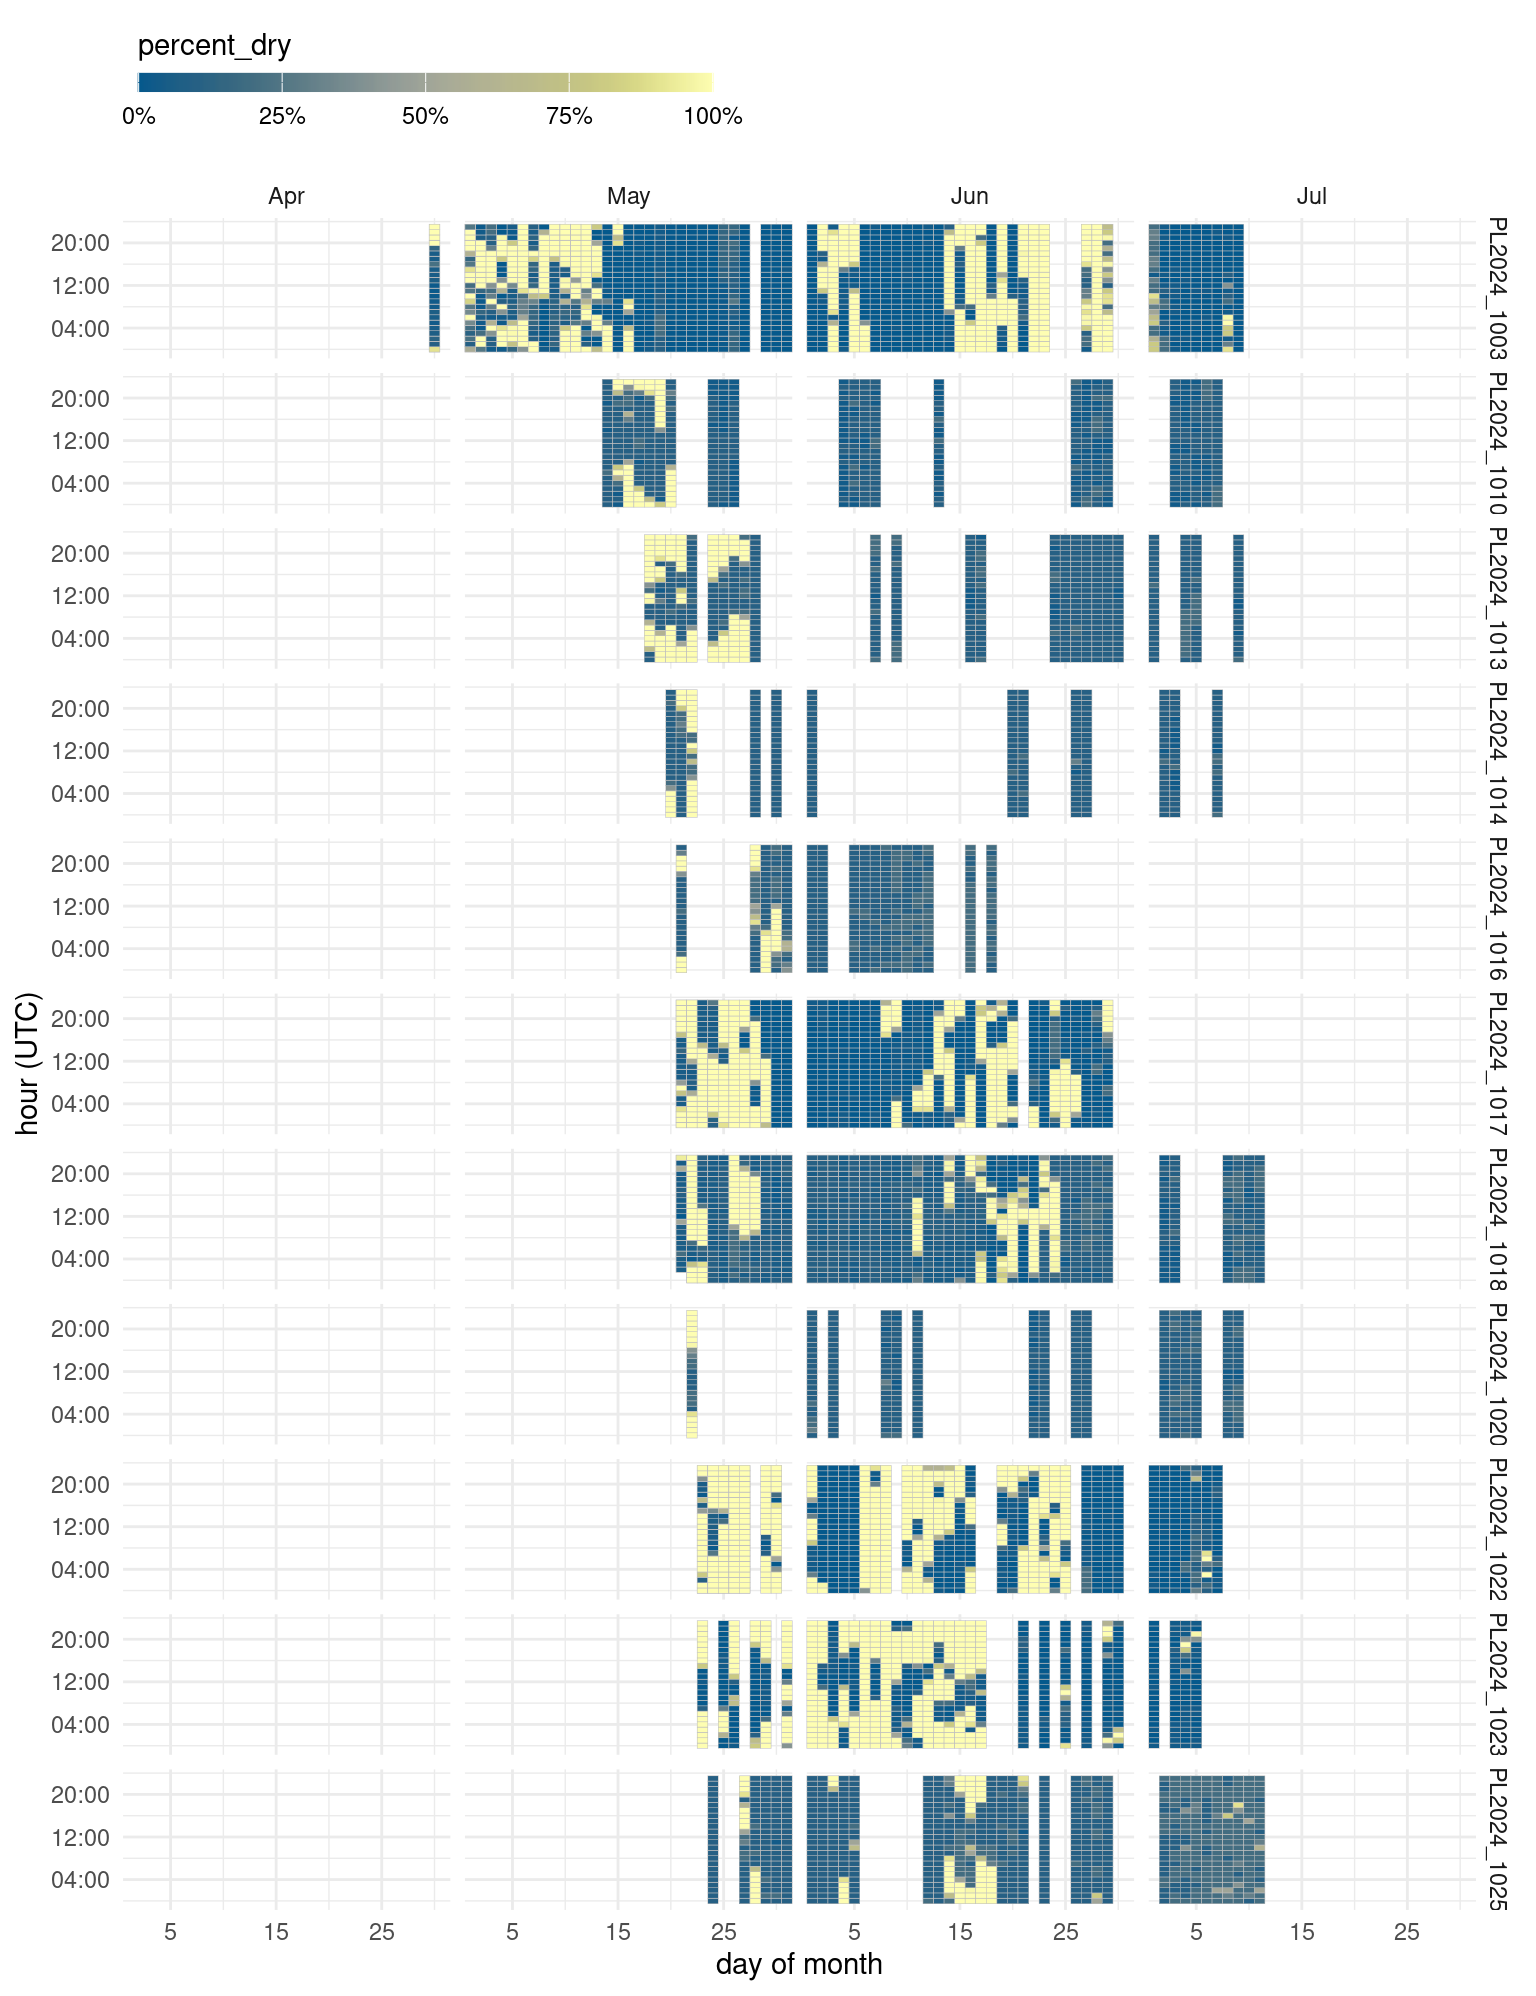 percent_dry
0% 25% 50% 75% 100%
Apr May Jun Jul
20:00
12:00
04:00
PL2024_1003
20:00
12:00
04:00
PL2024_1010
20:00
12:00
04:00
PL2024_1013
20:00
12:00
04:00
PL2024_1014
20:00
12:00
04:00
PL2024_1016
20:00
12:00
04:00
PL2024_1017
20:00
12:00
04:00
PL2024_1018
20:00
12:00
04:00
PL2024_1020
20:00
12:00
04:00
PL2024_1022
20:00
12:00
04:00
PL2024_1023
20:00
12:00
04:00
PL2024_1025
hour (UTC)
5 15 25 5 15 25 5 15 25 5 15 25
day of month